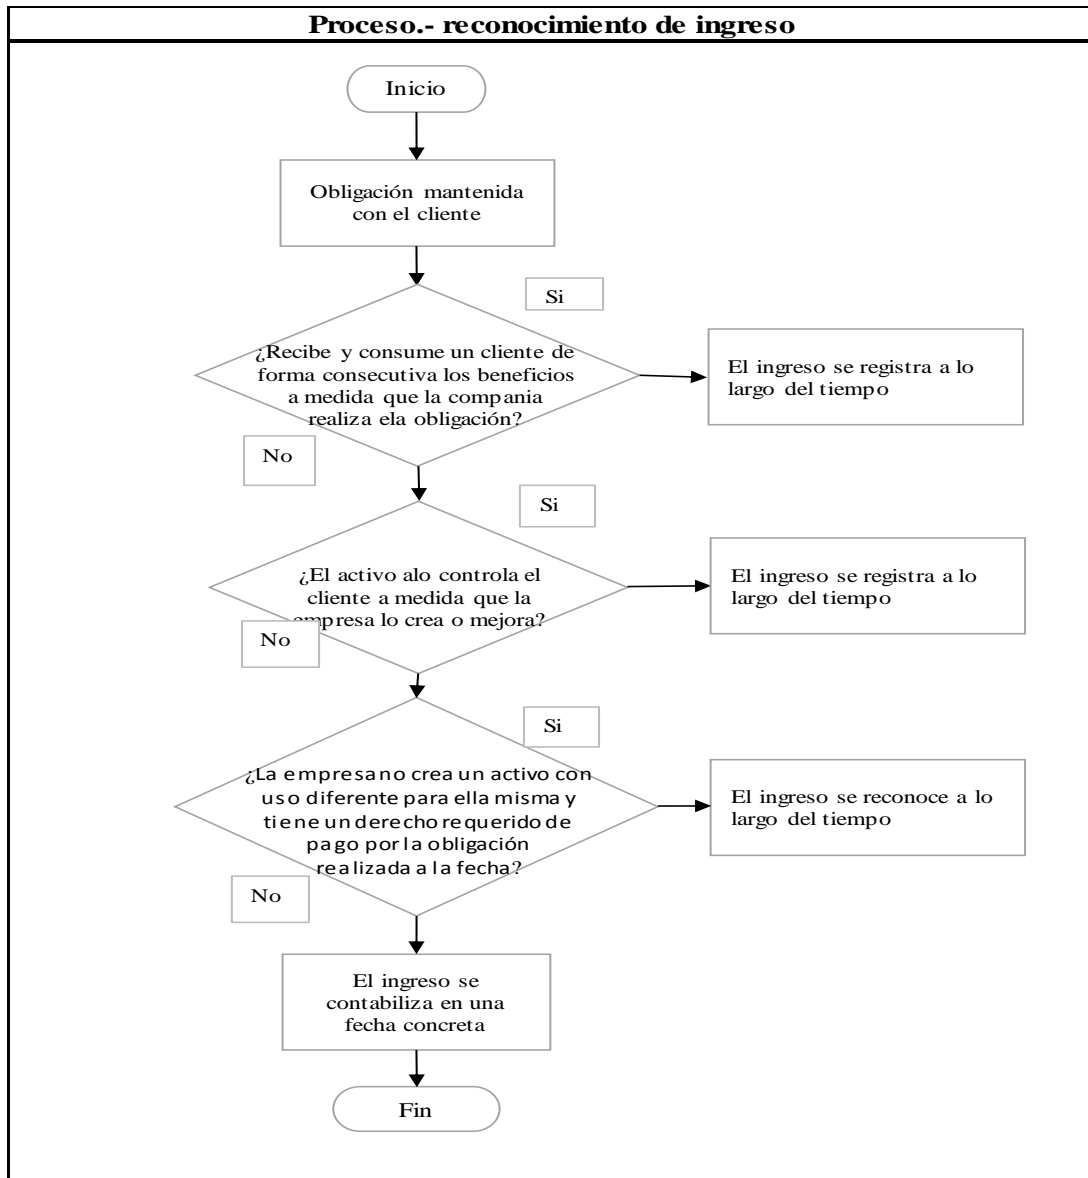 Proceso.- reconocimiento de ingreso
Inicio
Obligación mantenida
con el cliente
Si
¿Recibe y consume un cliente de
forma consecutiva los beneficios
a medida que la compania
realiza ela obligación?
El ingreso se registra a lo
largo del tiempo
No
Si
¿El activo alo controla el
cliente a medida que la
empresa lo crea o mejora?
El ingreso se registra a lo
largo del tiempo
No
Si
¿La empresa no crea un activo con
uso diferente para ella misma y
tiene un derecho requerido de
pago por la obligación
realizada a la fecha?
El ingreso se reconoce a lo
largo del tiempo
No
El ingreso se
contabiliza en una
fecha concreta
Fin